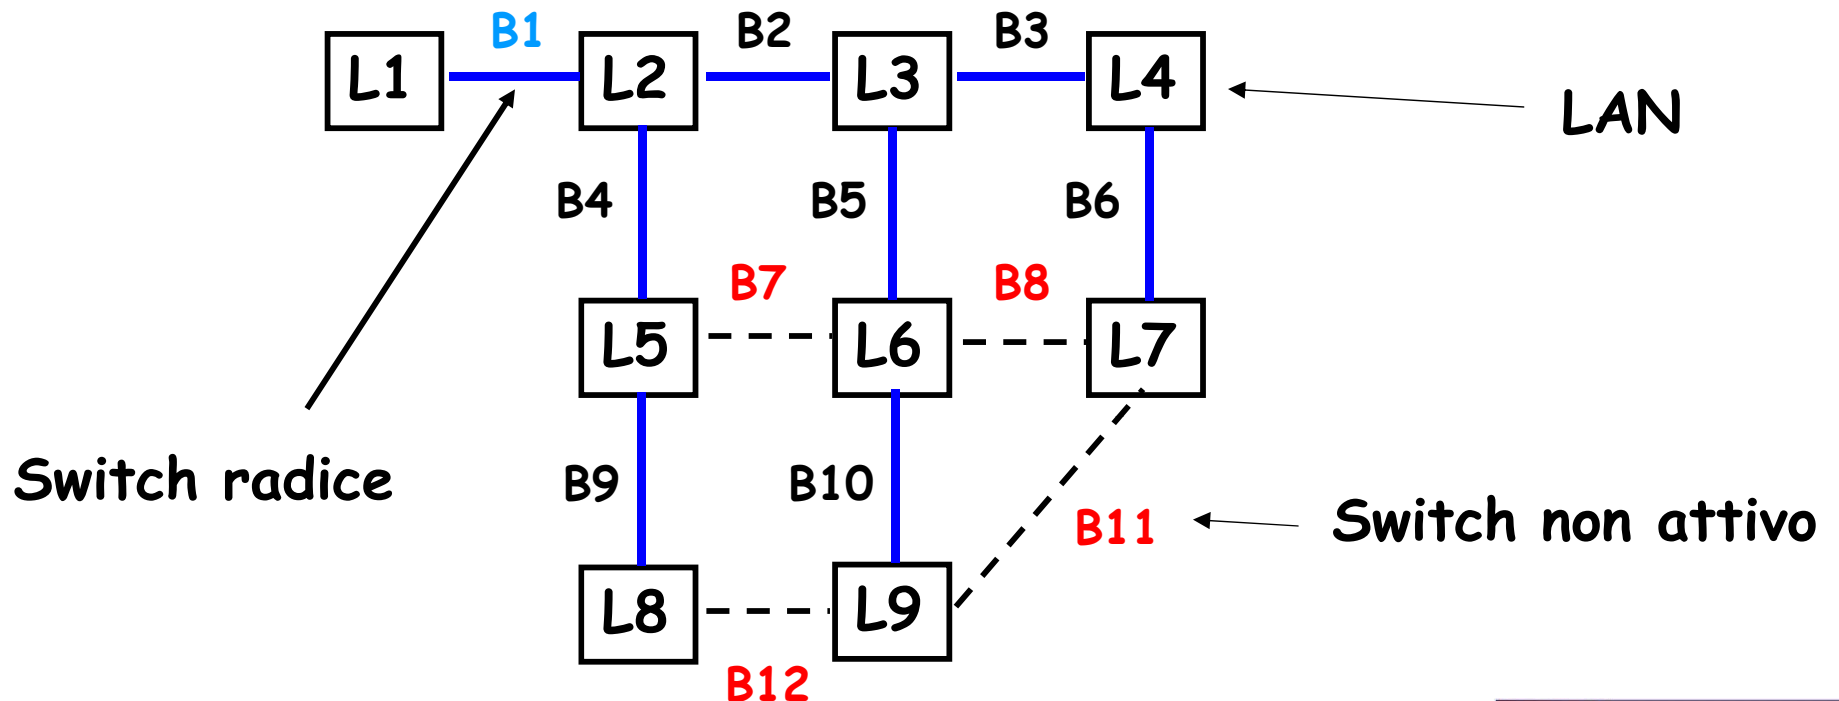 B1 B2 B3
L1 L2 L3 L4
LAN
B4 B5 B6
B7 B8
L5 L6 L7
Switch radice
B9 B10
B11
Switch non attivo
L8 L9
B12